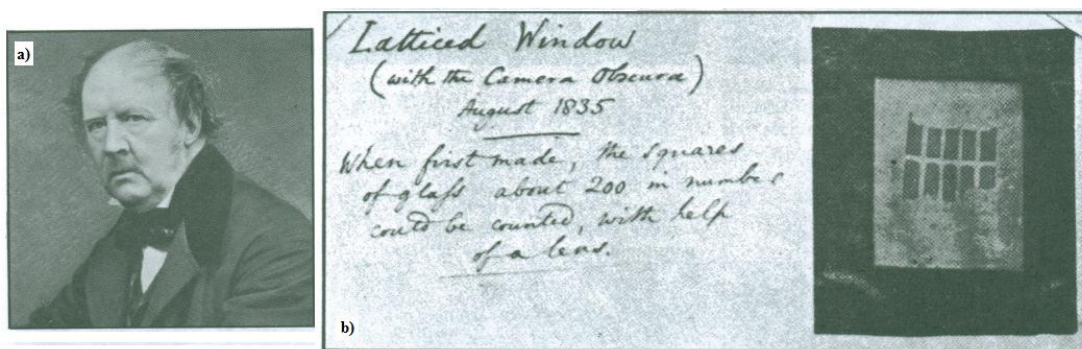 a)
Latticed Window
(with the Camera Obscura)
August 1835
When first made, the squares
of glass about 200 in number
could be counted, with help
of a lens.
b)